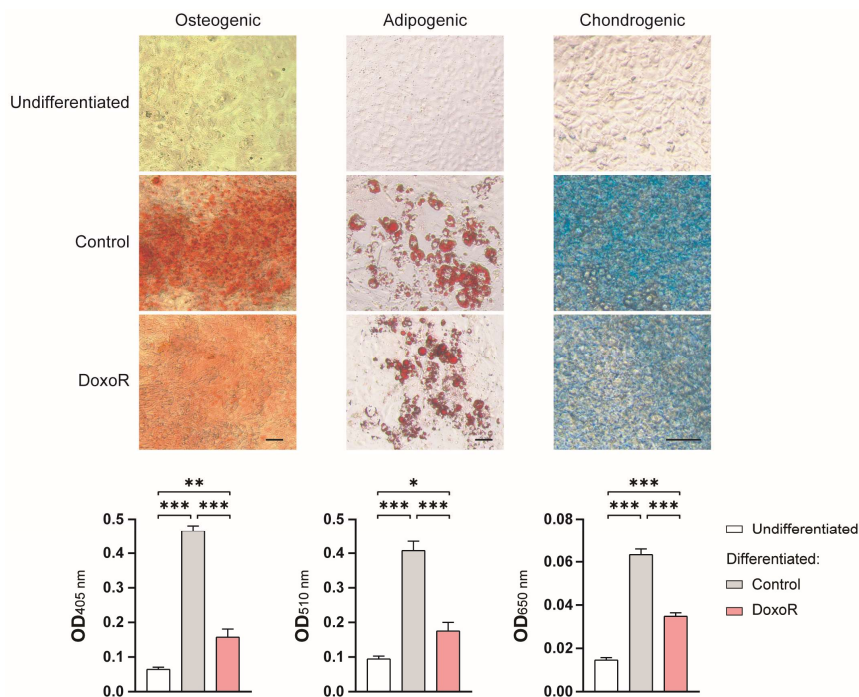 Osteogenic Adipogenic Chondrogenic
Undifferentiated
Control
DoxoR
** * ***
*** *** *** *** *** ***
0.5 0.5 0.08
0.4 0.4 0.06
0.3 0.3 0.04
0.2 0.2 0.02
0.1 0.1 0.00
0.0 0.0
OD405 nm OD510 nm OD650 nm
Undifferentiated
Differentiated:
Control
DoxoR